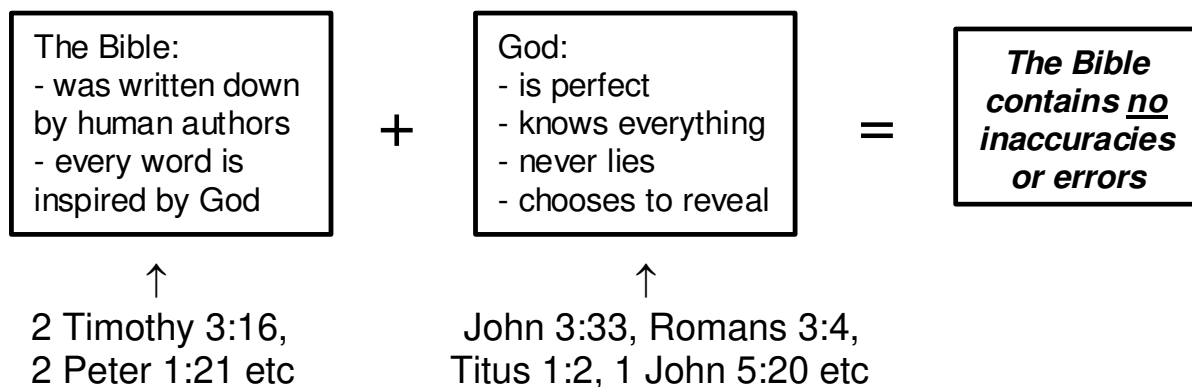 The Bible:
- was written down
by human authors
- every word is
inspired by God
+
God:
- is perfect
- knows everything
- never lies
- chooses to reveal
=
The Bible
contains no
inaccuracies
or errors
↑
2 Timothy 3:16,
2 Peter 1:21 etc
↑
John 3:33, Romans 3:4,
Titus 1:2, 1 John 5:20 etc